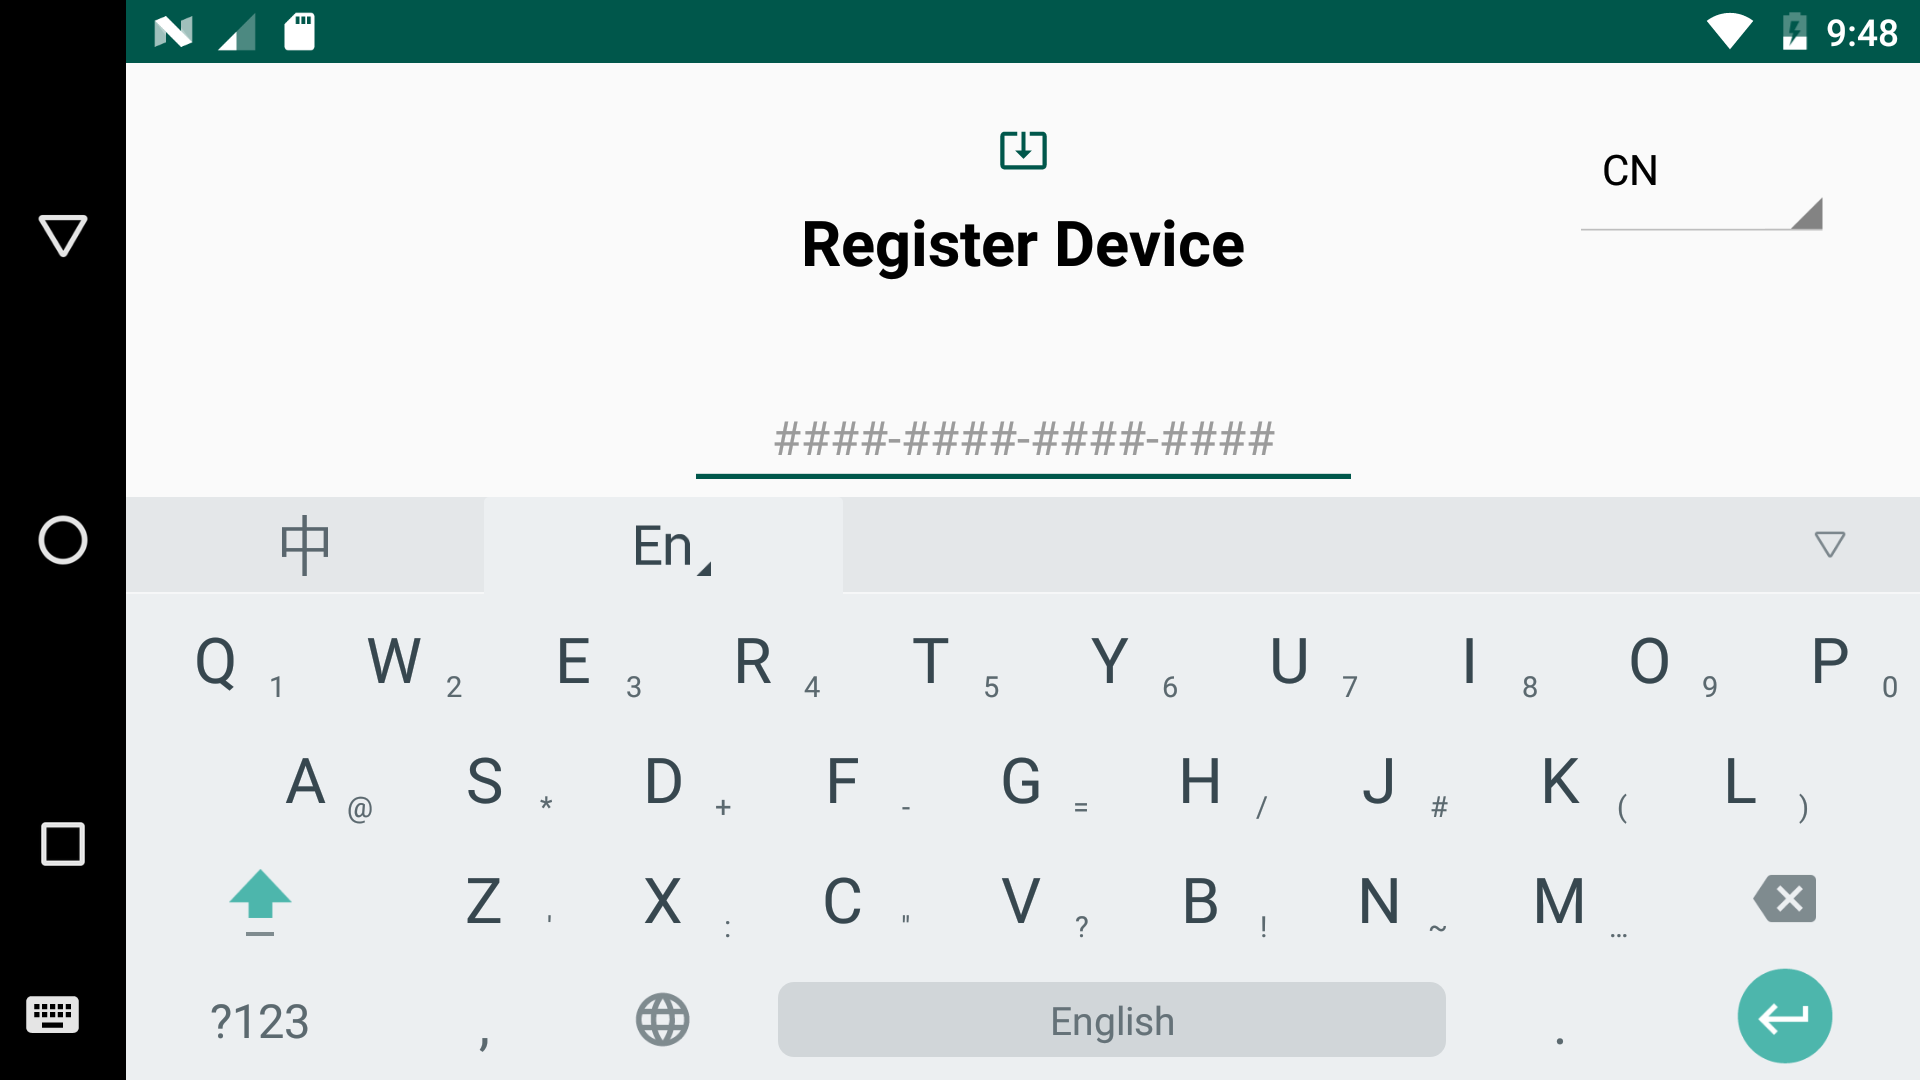 9:48
CN
Register Device
####-####-####-####
中 En
Q 1 W 2 E 3 R 4 T 5 Y 6 U 7 I 8 O 9 P 0
A @ S * D + F - G = H / J # K ( L )
Z ' X : C " V ? B ! N ~ M …
?123 , English .